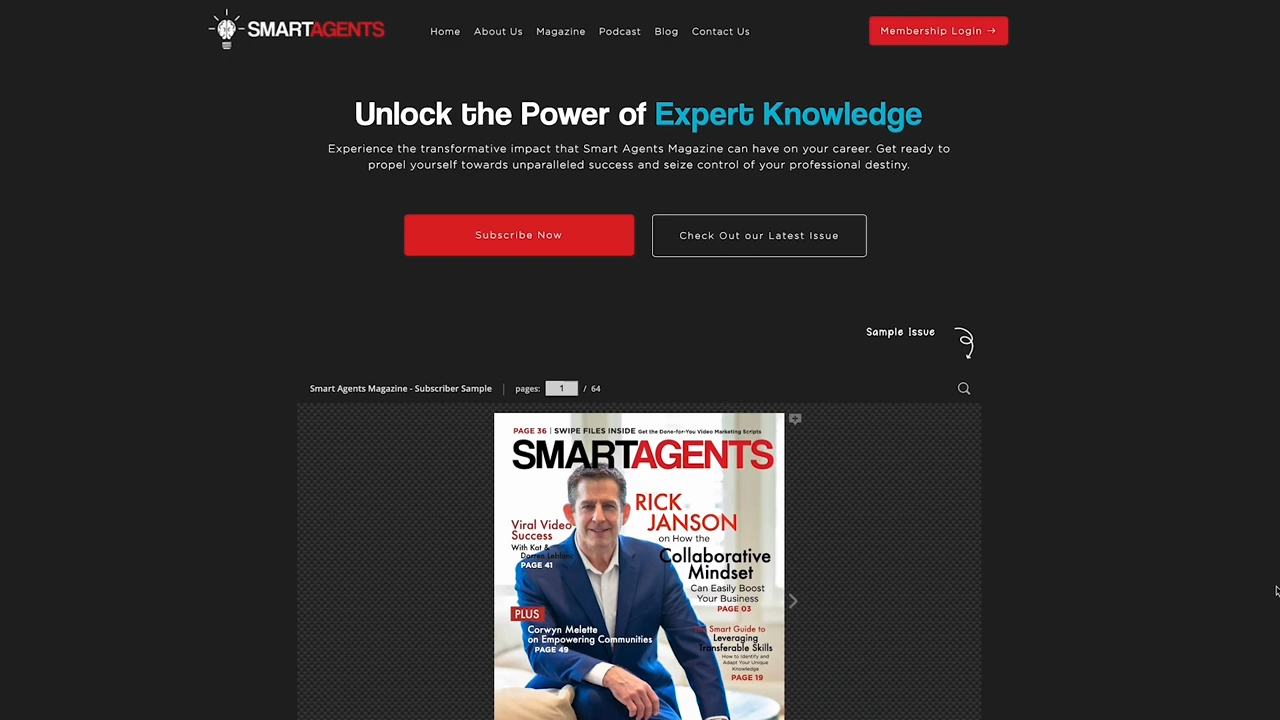 SMARTAGENTS
Home About Us Magazine Podcast Blog Contact Us
Membership Login →
Unlock the Power of Expert Knowledge
Experience the transformative impact that Smart Agents Magazine can have on your career. Get ready to
propel yourself towards unparalleled success and seize control of your professional destiny.
Subscribe Now
Check Out our Latest Issue
Sample Issue
Smart Agents Magazine - Subscriber Sample
pages: 1 / 64
PAGE 36 | SWIPE FILES INSIDE Get the Done-for-You Video Marketing Scripts
SMARTAGENTS
RICK
JANSON
on How the
Collaborative
Mindset
Can Easily Boost
Your Business
PAGE 03
Viral Video
Success
With Kat &
Darren Leblanc
PAGE 41
PLUS
Corwyn Melette
on Empowering Communities
PAGE 49
The Smart Guide to
Leveraging
Transferable Skills
How to Identify and
Adapt Your Unique
Knowledge
PAGE 19